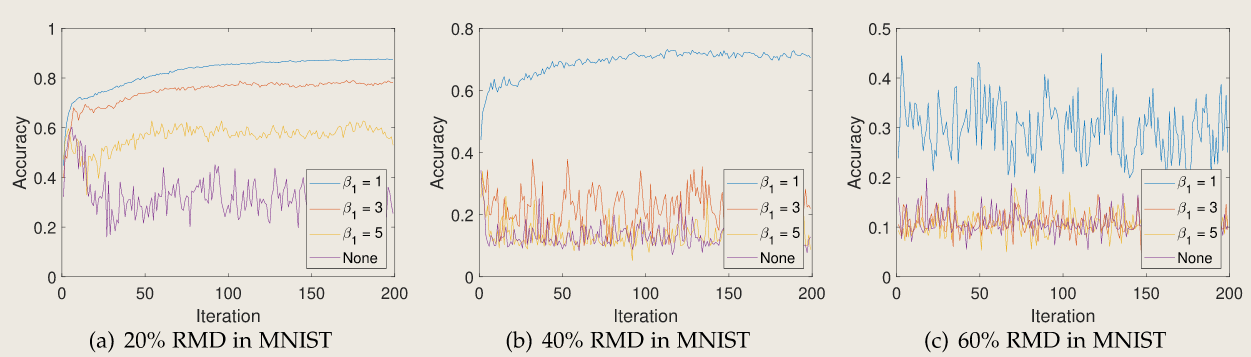 1
0.8
0.6
0.4
0.2
0
Accuracy
0 50 100 150 200
Iteration
β1 = 1
β1 = 3
β1 = 5
None
(a) 20% RMD in MNIST
0.8
0.6
0.4
0.2
0
Accuracy
0 50 100 150 200
Iteration
β1 = 1
β1 = 3
β1 = 5
None
(b) 40% RMD in MNIST
0.5
0.4
0.3
0.2
0.1
0
Accuracy
0 50 100 150 200
Iteration
β1 = 1
β1 = 3
β1 = 5
None
(c) 60% RMD in MNIST